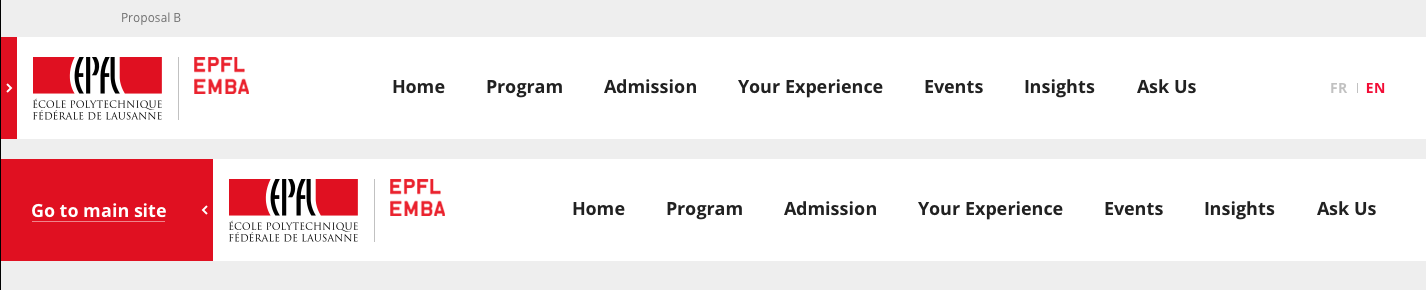 Proposal B
EPFL
ÉCOLE POLYTECHNIQUE
FÉDÉRALE DE LAUSANNE
EPFL
EMBA
Home Program Admission Your Experience Events Insights Ask Us
FR | EN
Go to main site
EPFL
ÉCOLE POLYTECHNIQUE
FÉDÉRALE DE LAUSANNE
EPFL
EMBA
Home Program Admission Your Experience Events Insights Ask Us